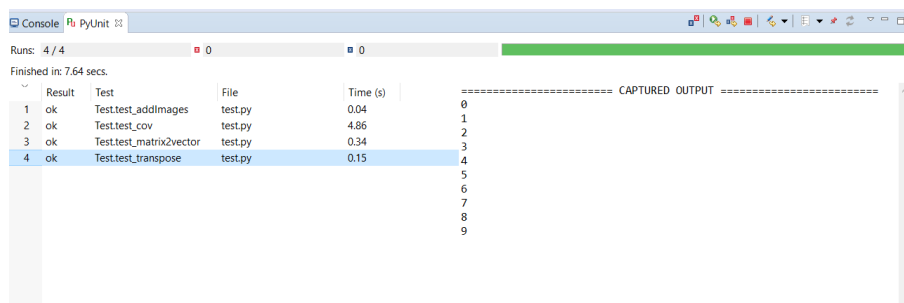 Console Pu PyUnit
Runs: 4 / 4 0 0
Finished in: 7.64 secs.
Result Test File Time (s)
1 ok Test.test_addImages test.py 0.04
2 ok Test.test_cov test.py 4.86
3 ok Test.test_matrix2vector test.py 0.34
4 ok Test.test_transpose test.py 0.15
======================== CAPTURED OUTPUT =========================
0
1
2
3
4
5
6
7
8
9